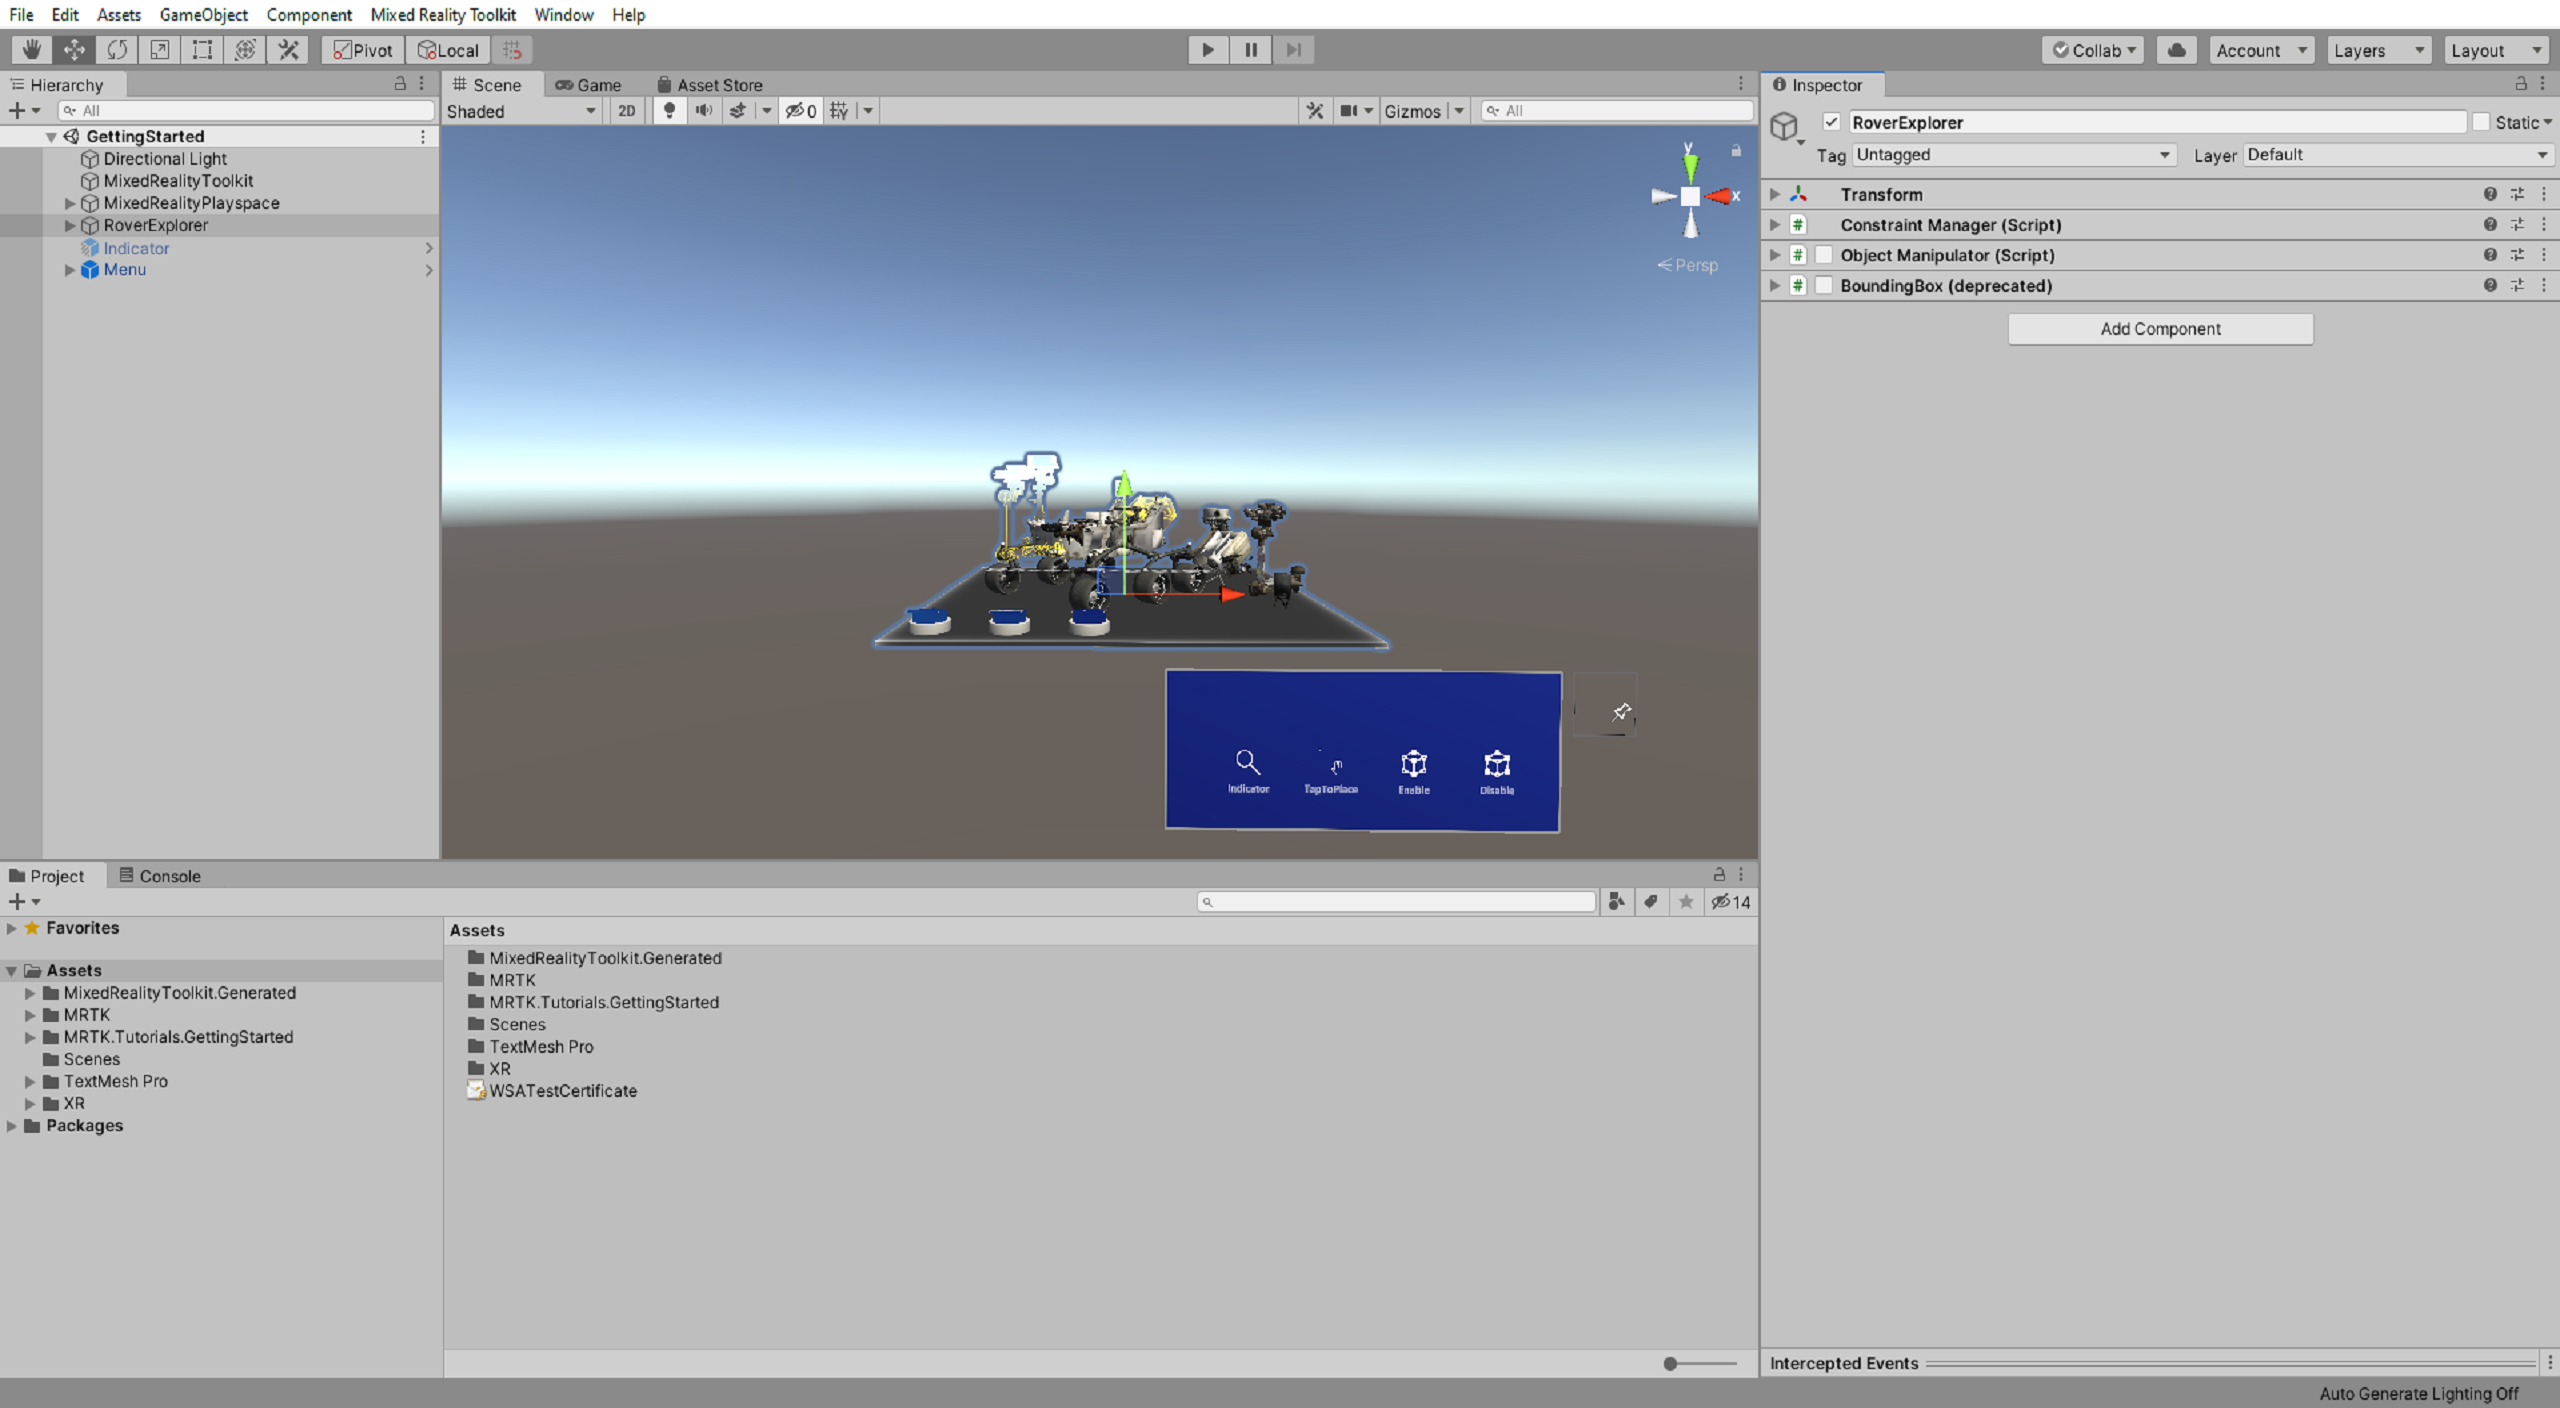 File Edit Assets GameObject Component Mixed Reality Toolkit Window Help
Pivot Local Collab Account Layers Layout
Hierarchy
All
GettingStarted
Directional Light
MixedRealityToolkit
MixedRealityPlayspace
RoverExplorer
Indicator
Menu
Scene Game Asset Store
Shaded 2D 0 Gizmos All
y
x
Persp
Indicator TapToPlace Enable Disable
Inspector
RoverExplorer Static
Tag Untagged Layer Default
Transform
# Constraint Manager (Script)
# Object Manipulator (Script)
# BoundingBox (deprecated)
Add Component
Project Console
14
Favorites
Assets
MixedRealityToolkit.Generated
MRTK
MRTK.Tutorials.GettingStarted
Scenes
TextMesh Pro
XR
Packages
Assets
MixedRealityToolkit.Generated
MRTK
MRTK.Tutorials.GettingStarted
Scenes
TextMesh Pro
XR
WSATestCertificate
Intercepted Events
Auto Generate Lighting Off